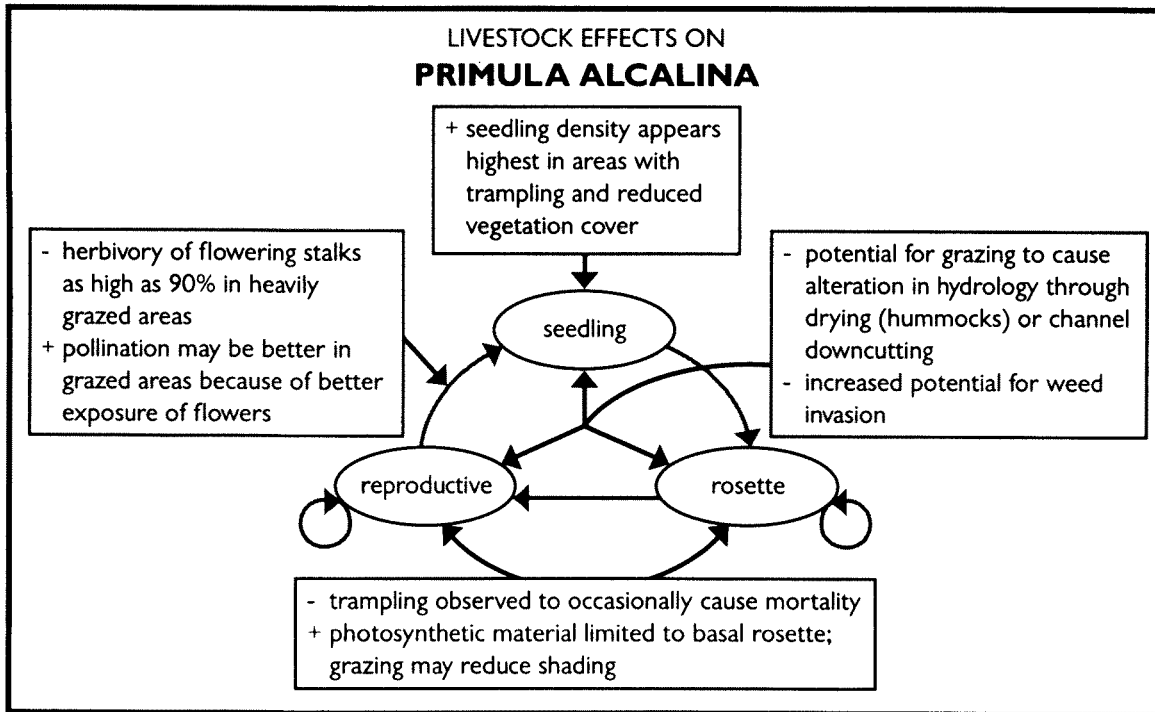 LIVESTOCK EFFECTS ON
PRIMULA ALCALINA
+ seedling density appears
highest in areas with
trampling and reduced
vegetation cover
- herbivory of flowering stalks
as high as 90% in heavily
grazed areas
+ pollination may be better in
grazed areas because of better
exposure of flowers
- potential for grazing to cause
alteration in hydrology through
drying (hummocks) or channel
downcutting
- increased potential for weed
invasion
seedling
reproductive
rosette
- trampling observed to occasionally cause mortality
+ photosynthetic material limited to basal rosette;
grazing may reduce shading